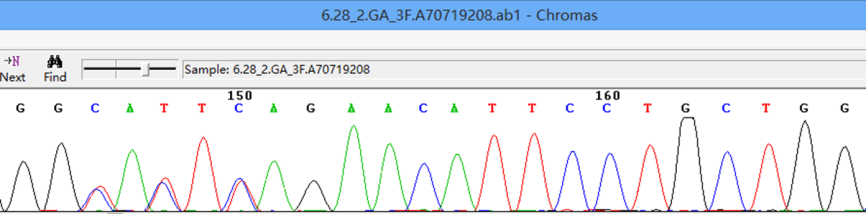 6.28_2.GA_3F.A70719208.ab1 - Chromas
→N
Next Find Sample: 6.28_2.GA_3F.A70719208
150 160
G G C A T T C A G A A C A T T C C T G C T G G